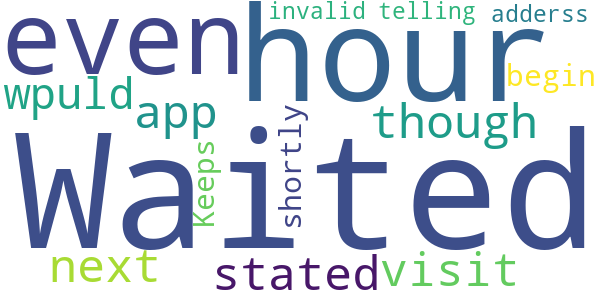 even
hour
invalid
telling
adderss
begin
wpuld
app
though
Keeps
shortly
Waited
next
stated
visit